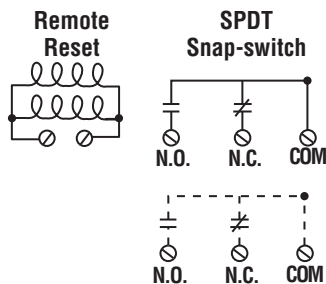 Remote
Reset
SPDT
Snap-switch
N.O. N.C. COM
N.O. N.C. COM